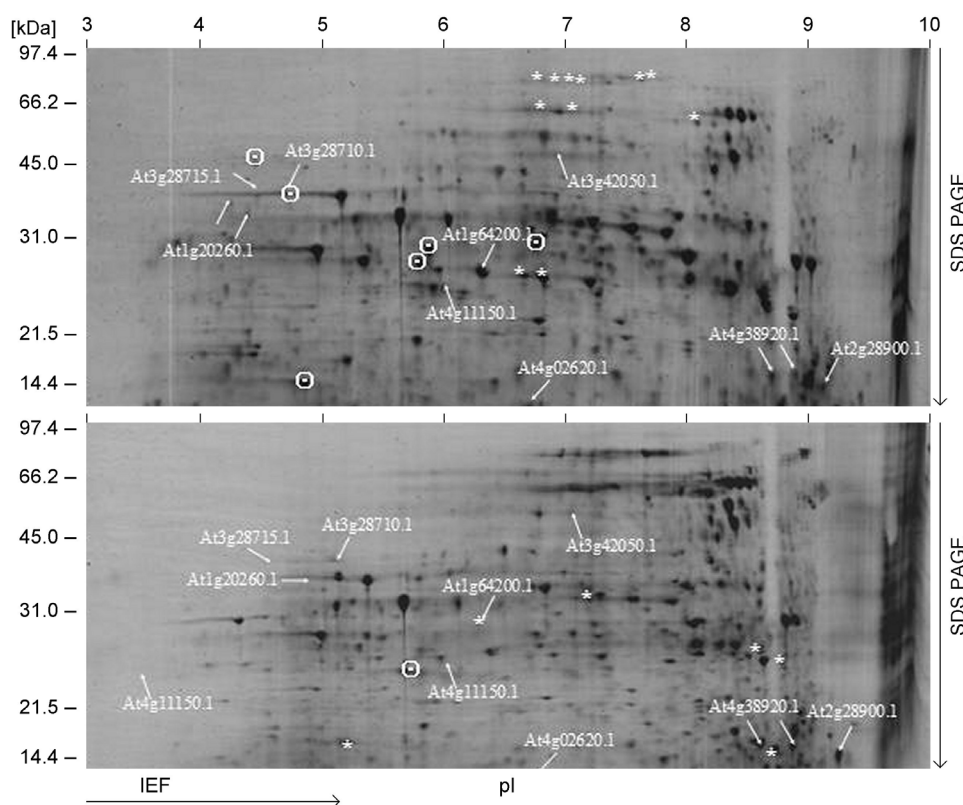 [kDa] 3 4 5 6 7 8 9 10
97.4
66.2
45.0
At3g28710.1
At3g28715.1
At3g42050.1
31.0
At1g64200.1
At1g20260.1
SDS PAGE
At4g11150.1
21.5
At4g38920.1
At2g28900.1
At4g02620.1
14.4
97.4
66.2
45.0
At3g28710.1
At3g28715.1
At3g42050.1
At1g20260.1
At1g64200.1
31.0
SDS PAGE
At4g11150.1
At4g11150.1
21.5
At4g38920.1
At2g28900.1
At4g02620.1
14.4
IEF pI